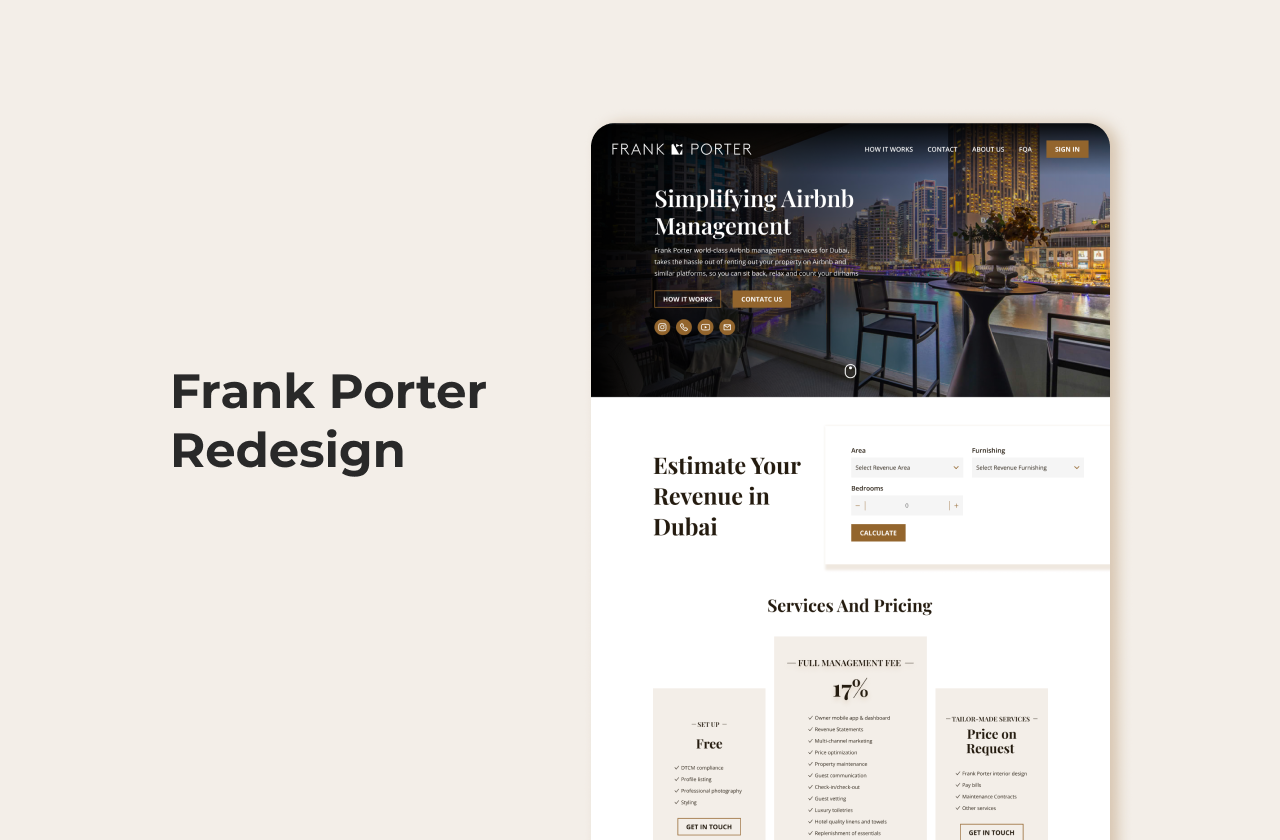 Frank Porter
Redesign
FRANK PORTER
HOW IT WORKS
CONTACT
ABOUT US
FQA
SIGN IN
Simplifying Airbnb
Management
Frank Porter world-class Airbnb management services for Dubai,
takes the hassle out of renting out your property on Airbnb and
similar platforms, so you can sit back, relax and count your dirhams
HOW IT WORKS
CONTATC US
Estimate Your
Revenue in
Dubai
Area
Furnishing
Select Revenue Area
Select Revenue Furnishing
Bedrooms
0
CALCULATE
Services And Pricing
SET UP
Free
DTCM compliance
Profile listing
Professional photography
Styling
GET IN TOUCH
FULL MANAGEMENT FEE
17%
Owner mobile app & dashboard
Revenue Statements
Multi-channel marketing
Price optimization
Property maintenance
Guest communication
Check-in/check-out
Guest vetting
Luxury toiletries
Hotel quality linens and towels
Replenishment of essentials
TAILOR-MADE SERVICES
Price on
Request
Frank Porter interior design
Pay bills
Maintenance Contracts
Other services
GET IN TOUCH